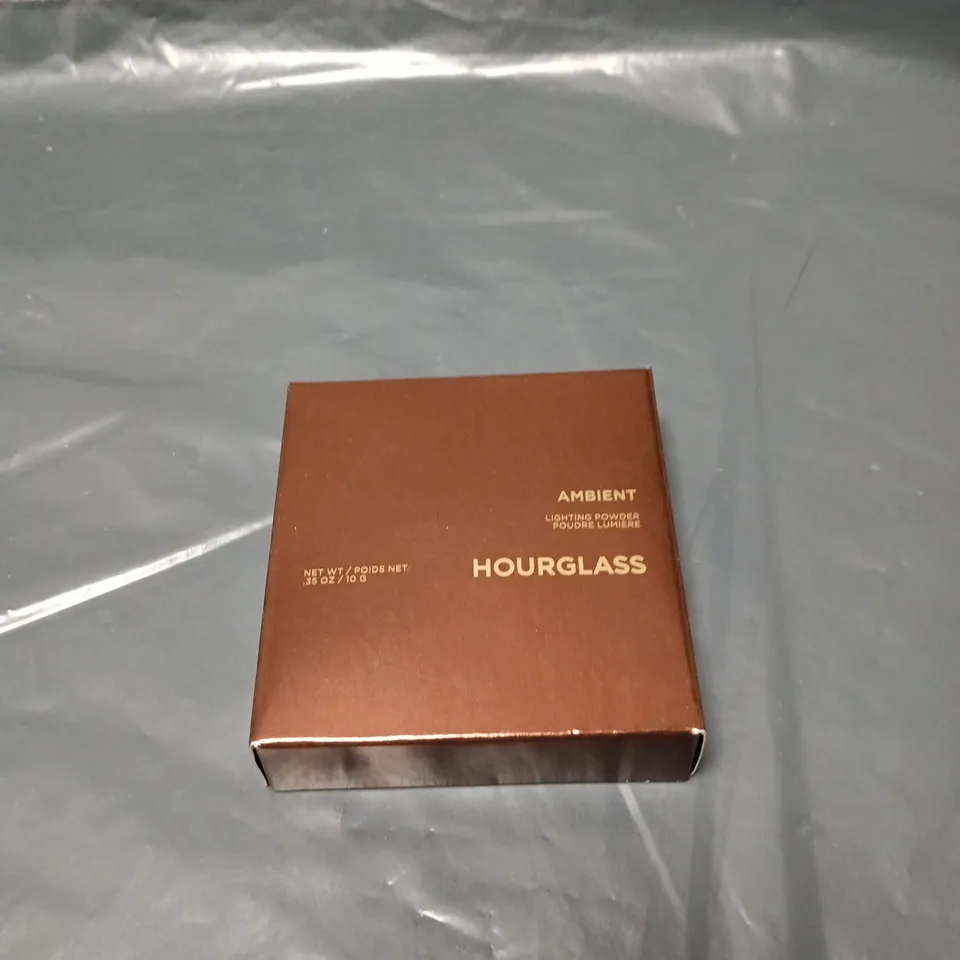 AMBIENT
LIGHTING POWDER
POUDRE LUMIÈRE
HOURGLASS
NET WT / POIDS NET
.35 OZ / 10 G